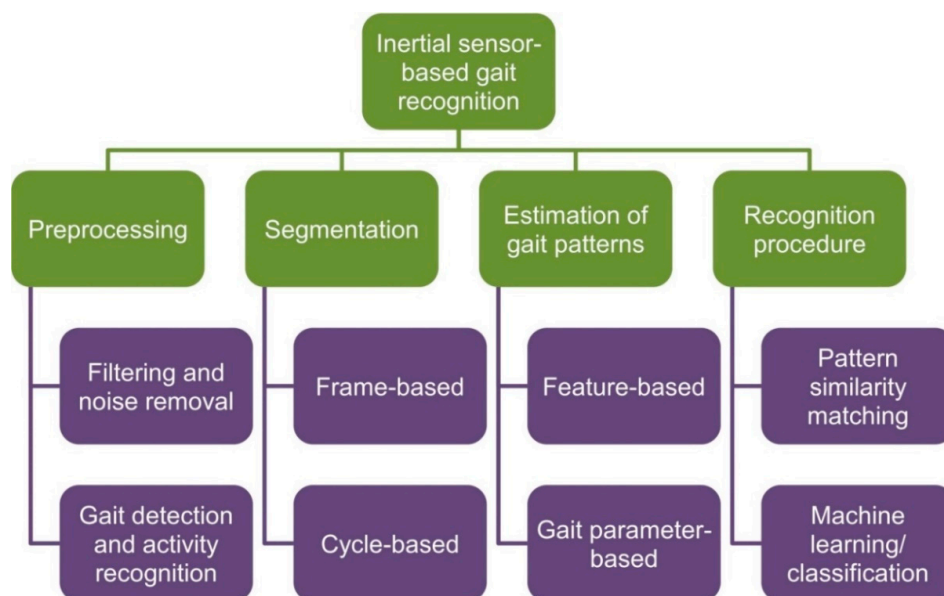 Inertial sensor-
based gait
recognition
Preprocessing
Segmentation
Estimation of
gait patterns
Recognition
procedure
Filtering and
noise removal
Frame-based
Feature-based
Pattern
similarity
matching
Gait detection
and activity
recognition
Cycle-based
Gait parameter-
based
Machine
learning/
classification